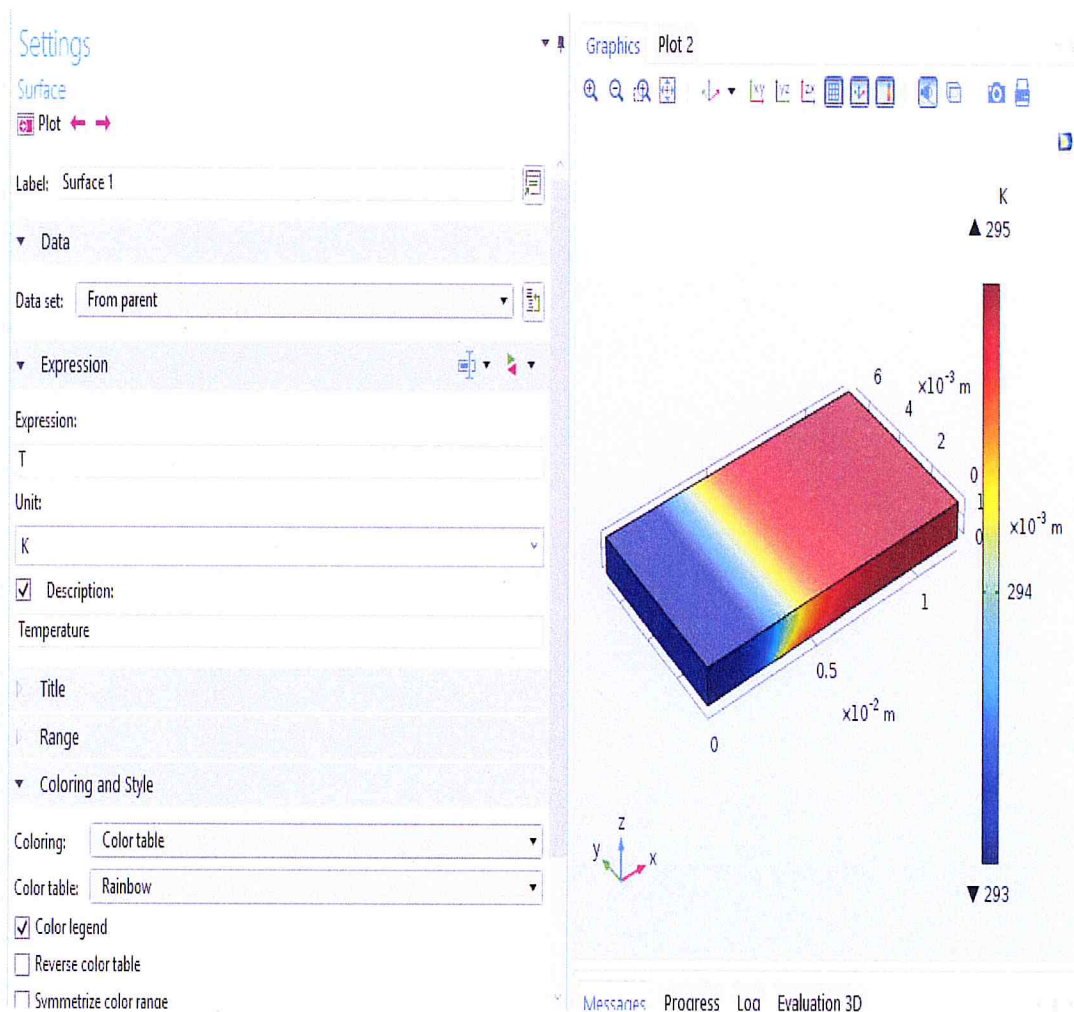 Settings
Surface
Plot
Label: Surface 1
Data
Data set: From parent
Expression
Expression:
T
Unit:
K
Description:
Temperature
Title
Range
Coloring and Style
Coloring: Color table
Color table: Rainbow
Color legend
Reverse color table
Symmetrize color range
Graphics Plot 2
xy yz zx
K
▲ 295
6
×10⁻³ m
4
2
0
1
0
×10⁻³ m
294
1
0.5
×10⁻² m
0
z
y x
▼ 293
Messages Progress Log Evaluation 3D